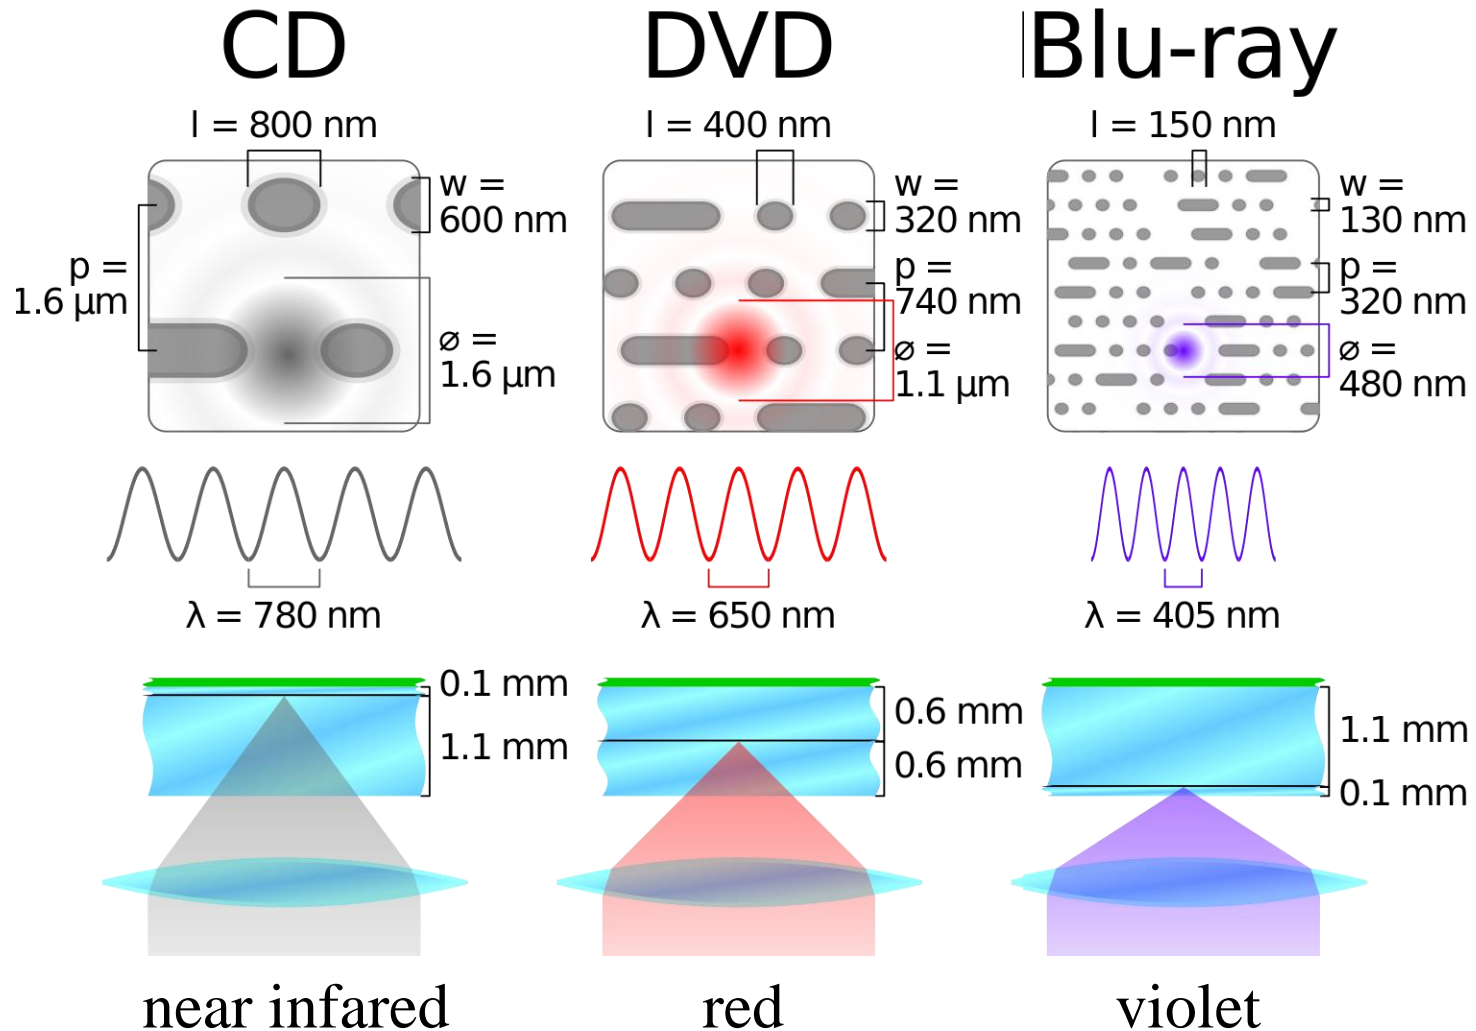 CD
l = 800 nm
w =
600 nm
p =
1.6 µm
ø =
1.6 µm
λ = 780 nm
0.1 mm
1.1 mm
near infared
DVD
l = 400 nm
w =
320 nm
p =
740 nm
ø =
1.1 µm
λ = 650 nm
0.6 mm
0.6 mm
red
Blu-ray
l = 150 nm
w =
130 nm
p =
320 nm
ø =
480 nm
λ = 405 nm
1.1 mm
0.1 mm
violet